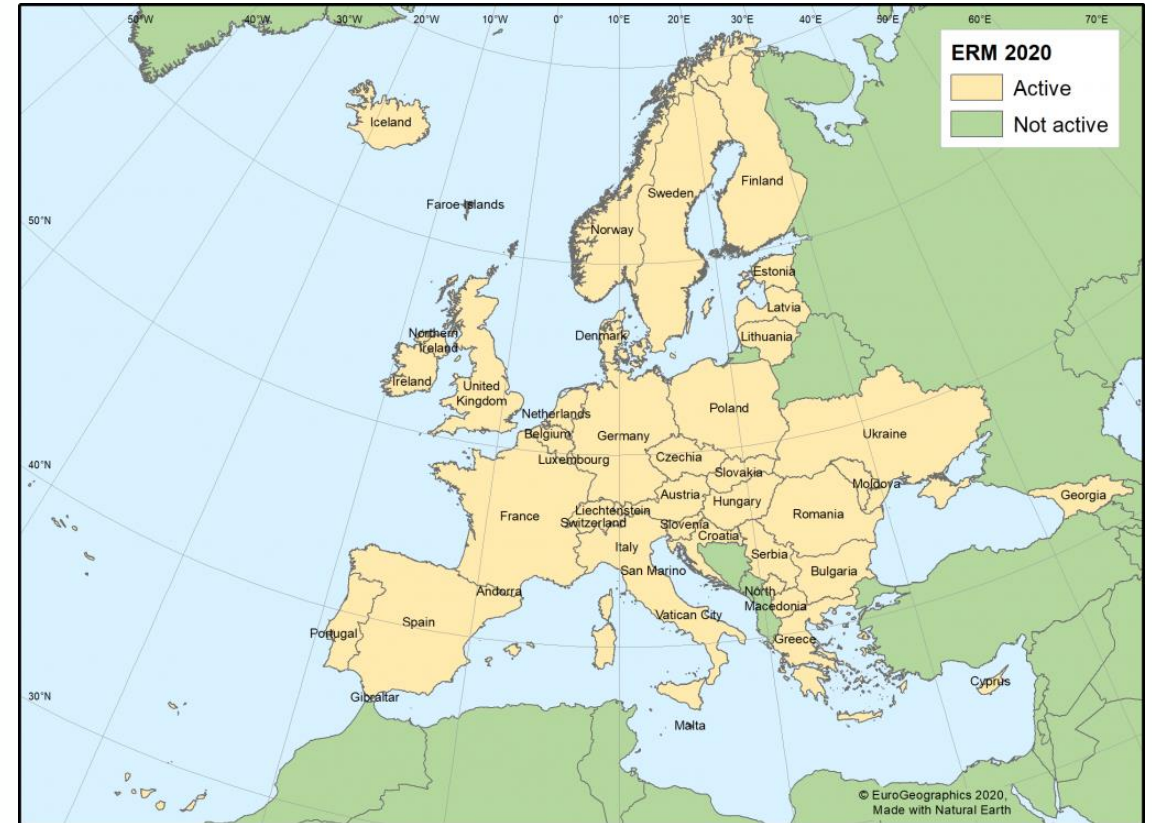 50°W
40°W
30°W
20°W
10°W
0°
10°E
20°E
30°E
40°E
50°E
60°E
70°E
ERM 2020
Active
Not active
Iceland
Faroe Islands
50°N
Norway
Sweden
Finland
Estonia
Latvia
Lithuania
Denmark
Northern
Ireland
Ireland
United
Kingdom
Netherlands
Belgium
Luxembourg
Germany
Poland
Czechia
Slovakia
Ukraine
Moldova
40°N
France
Liechtenstein
Switzerland
Austria
Hungary
Slovenia
Croatia
Romania
Georgia
Italy
San Marino
Serbia
Bulgaria
Andorra
Vatican City
North
Macedonia
Greece
Spain
Portugal
Gibraltar
30°N
Malta
Cyprus
© EuroGeographics 2020,
Made with Natural Earth